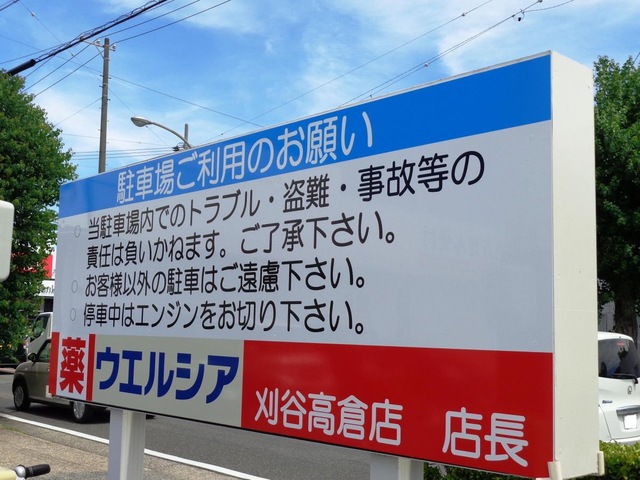 駐車場ご利用のお願い
○ 当駐車場内でのトラブル・盗難・事故等の
責任は負いかねます。ご了承下さい。
○ お客様以外の駐車はご遠慮下さい。
○ 停車中はエンジンをお切り下さい。
薬 ウエルシア 刈谷高倉店 店長